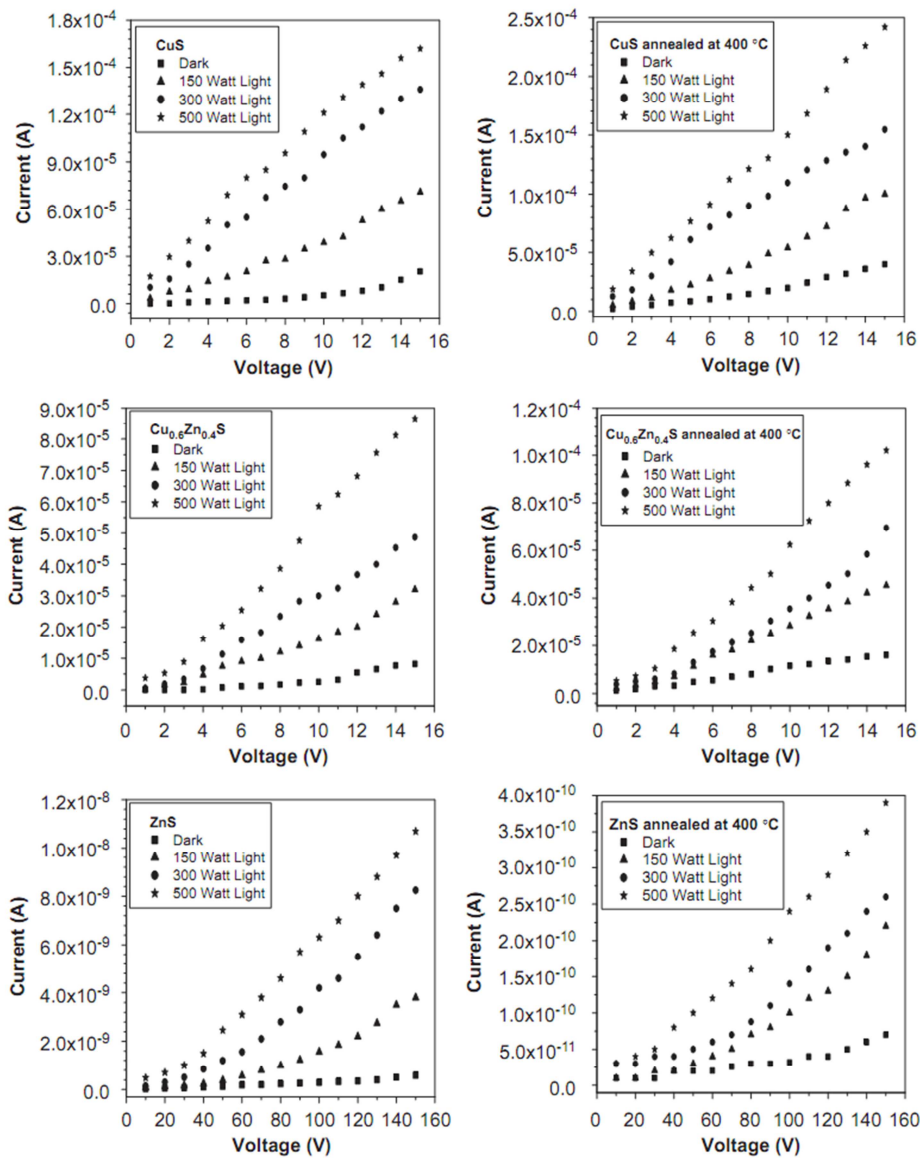 CuS
Dark
150 Watt Light
300 Watt Light
500 Watt Light
1.8x10⁻⁴
1.6x10⁻⁴
1.4x10⁻⁴
9.0x10⁻⁵
6.0x10⁻⁵
3.0x10⁻⁵
0.0
Current (A)
0 2 4 6 8 10 12 14 16
Voltage (V)
CuS annealed at 400 °C
Dark
150 Watt Light
300 Watt Light
500 Watt Light
2.5x10⁻⁴
2.0x10⁻⁴
1.5x10⁻⁴
1.0x10⁻⁴
5.0x10⁻⁵
0.0
Current (A)
0 2 4 6 8 10 12 14 16
Voltage (V)
Cu₀.₆Zn₀.₄S
Dark
150 Watt Light
300 Watt Light
500 Watt Light
9.0x10⁻⁵
8.0x10⁻⁵
7.0x10⁻⁵
6.0x10⁻⁵
5.0x10⁻⁵
4.0x10⁻⁵
3.0x10⁻⁵
2.0x10⁻⁵
1.0x10⁻⁵
0.0
Current (A)
0 2 4 6 8 10 12 14 16
Voltage (V)
Cu₀.₆Zn₀.₄S annealed at 400 °C
Dark
150 Watt Light
300 Watt Light
500 Watt Light
1.2x10⁻⁴
1.0x10⁻⁴
8.0x10⁻⁵
6.0x10⁻⁵
4.0x10⁻⁵
2.0x10⁻⁵
0.0
Current (A)
0 2 4 6 8 10 12 14 16
Voltage (V)
ZnS
Dark
150 Watt Light
300 Watt Light
500 Watt Light
1.2x10⁻⁸
1.0x10⁻⁸
8.0x10⁻⁹
6.0x10⁻⁹
4.0x10⁻⁹
2.0x10⁻⁹
0.0
Current (A)
0 20 40 60 80 100 120 140 160
Voltage (V)
ZnS annealed at 400 °C
Dark
150 Watt Light
300 Watt Light
500 Watt Light
4.0x10⁻¹⁰
3.5x10⁻¹⁰
3.0x10⁻¹⁰
2.5x10⁻¹⁰
2.0x10⁻¹⁰
1.5x10⁻¹⁰
1.0x10⁻¹⁰
5.0x10⁻¹¹
0.0
Current (A)
0 20 40 60 80 100 120 140 160
Voltage (V)